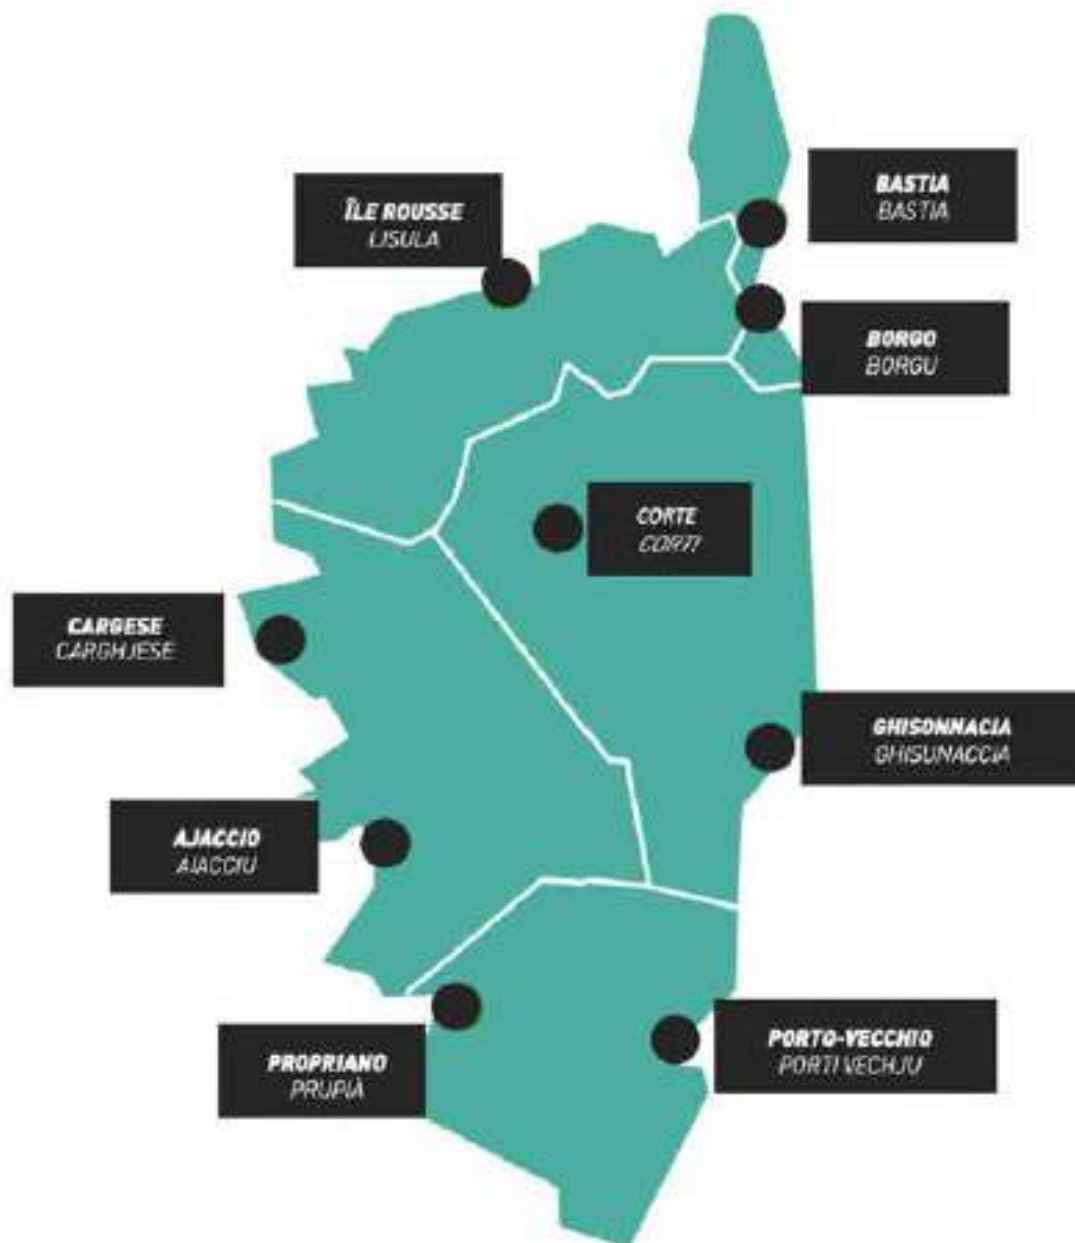 BASTIA
BASTIA
ÎLE ROUSSE
LISULA
BORGO
BORGU
CORTE
CORTI
CARGESE
CARGHJESE
GHISONNACIA
GHISUNACCIA
AJACCIO
AIACCIU
PROPRIANO
PRUPIÀ
PORTO-VECCHIO
PORTI VECHJU